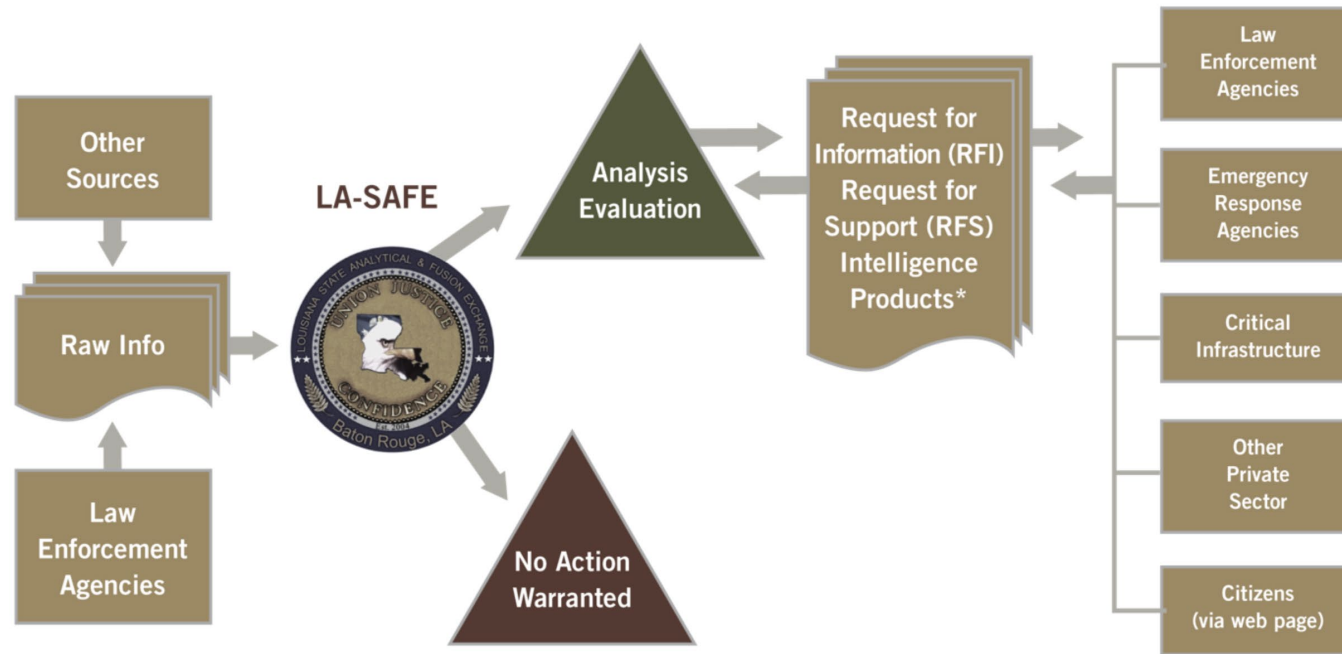 Other
Sources
Raw Info
Law
Enforcement
Agencies
LA-SAFE
LOUISIANA STATE ANALYTICAL & FUSION EXCHANGE
UNION JUSTICE
CONFIDENCE
Est. 2004
Baton Rouge, LA
Analysis
Evaluation
No Action
Warranted
Request for
Information (RFI)
Request for
Support (RFS)
Intelligence
Products*
Law
Enforcement
Agencies
Emergency
Response
Agencies
Critical
Infrastructure
Other
Private
Sector
Citizens
(via web page)